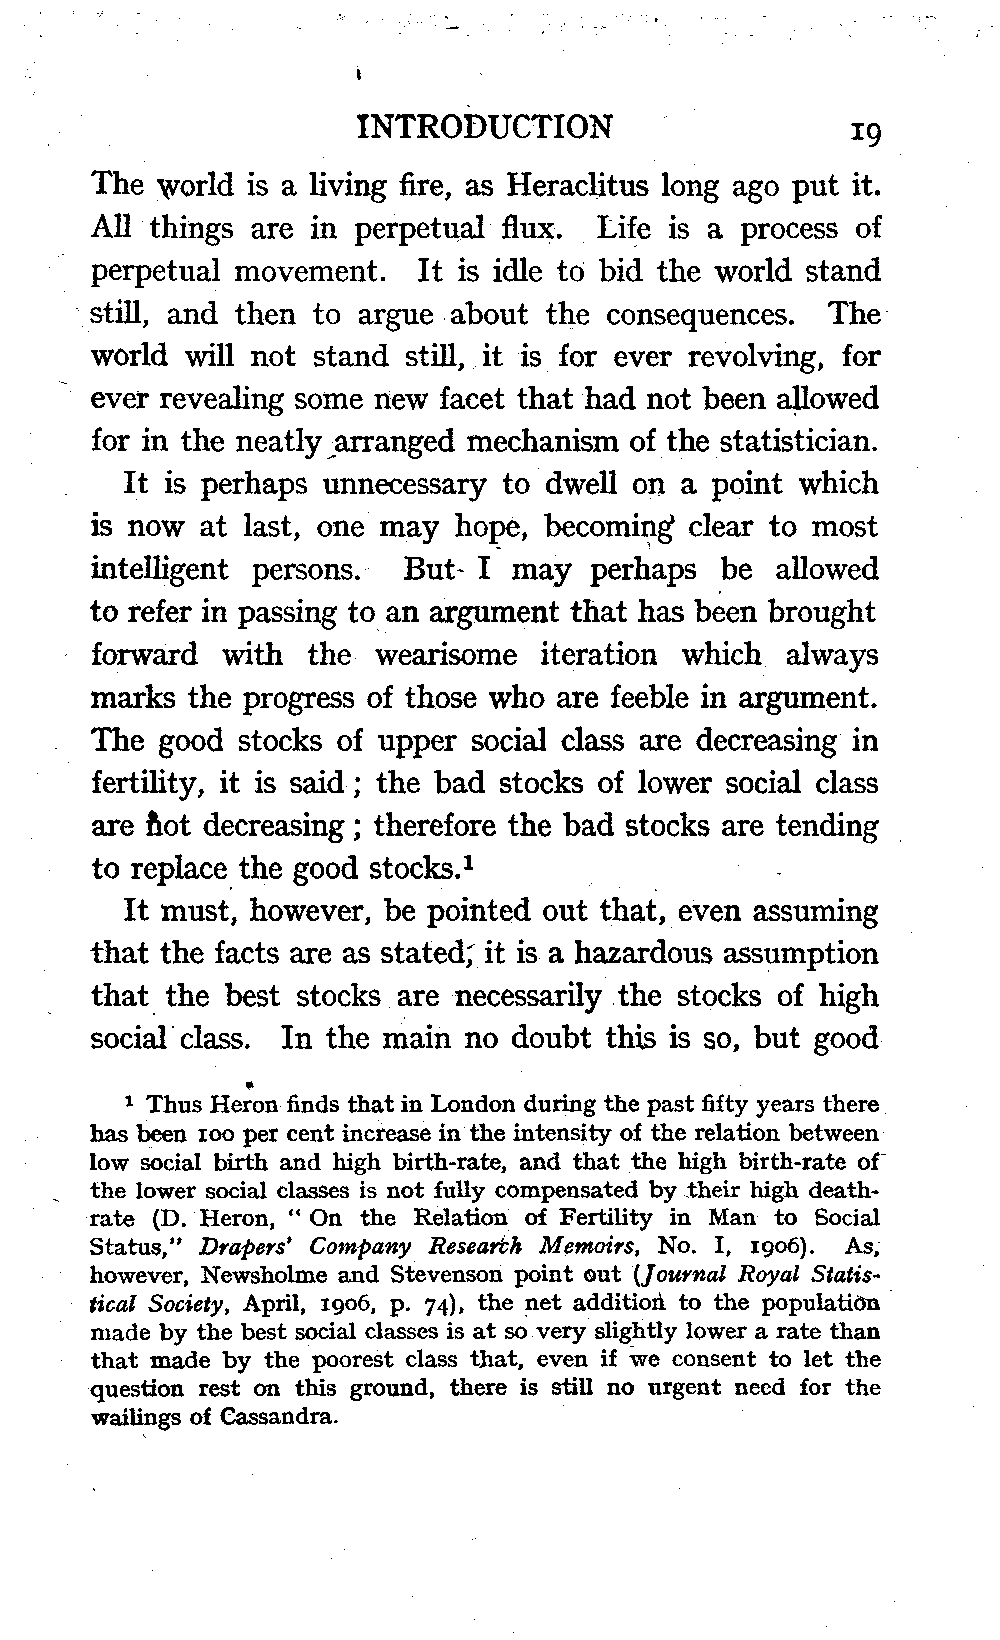 INTRODUCTION 19
The world is a living fire, as Heraclitus long ago put it.
All things are in perpetual flux. Life is a process of
perpetual movement. It is idle to bid the world stand
still, and then to argue about the consequences. The
world will not stand still, it is for ever revolving, for
ever revealing some new facet that had not been allowed
for in the neatly arranged mechanism of the statistician.
It is perhaps unnecessary to dwell on a point which
is now at last, one may hope, becoming clear to most
intelligent persons. But I may perhaps be allowed
to refer in passing to an argument that has been brought
forward with the wearisome iteration which always
marks the progress of those who are feeble in argument.
The good stocks of upper social class are decreasing in
fertility, it is said ; the bad stocks of lower social class
are not decreasing ; therefore the bad stocks are tending
to replace the good stocks.¹
It must, however, be pointed out that, even assuming
that the facts are as stated, it is a hazardous assumption
that the best stocks are necessarily the stocks of high
social class. In the main no doubt this is so, but good
¹ Thus Heron finds that in London during the past fifty years there
has been 100 per cent increase in the intensity of the relation between
low social birth and high birth-rate, and that the high birth-rate of
the lower social classes is not fully compensated by their high death-
rate (D. Heron, " On the Relation of Fertility in Man to Social
Status," Drapers' Company Research Memoirs, No. I, 1906). As,
however, Newsholme and Stevenson point out (Journal Royal Statis-
tical Society, April, 1906, p. 74), the net addition to the population
made by the best social classes is at so very slightly lower a rate than
that made by the poorest class that, even if we consent to let the
question rest on this ground, there is still no urgent need for the
wailings of Cassandra.